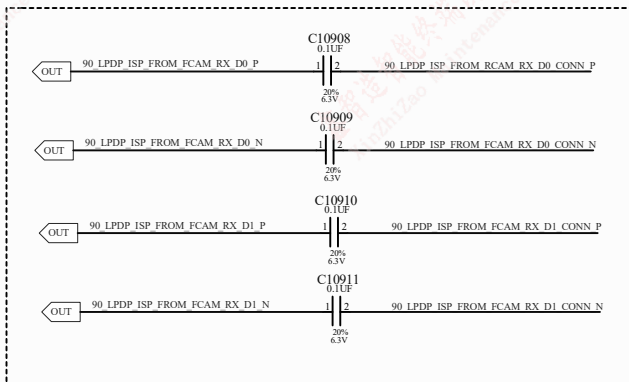 C10908
0.1UF
OUT 90_LPDP_ISP_FROM_FCAM_RX_D0_P 1 2 90_LPDP_ISP_FROM_RCAM_RX_D0_CONN_P
20%
6.3V
C10909
0.1UF
OUT 90_LPDP_ISP_FROM_FCAM_RX_D0_N 1 2 90_LPDP_ISP_FROM_FCAM_RX_D0_CONN_N
20%
6.3V
C10910
0.1UF
OUT 90_LPDP_ISP_FROM_FCAM_RX_D1_P 1 2 90_LPDP_ISP_FROM_FCAM_RX_D1_CONN_P
20%
6.3V
C10911
0.1UF
OUT 90_LPDP_ISP_FROM_FCAM_RX_D1_N 1 2 90_LPDP_ISP_FROM_FCAM_RX_D1_CONN_N
20%
6.3V